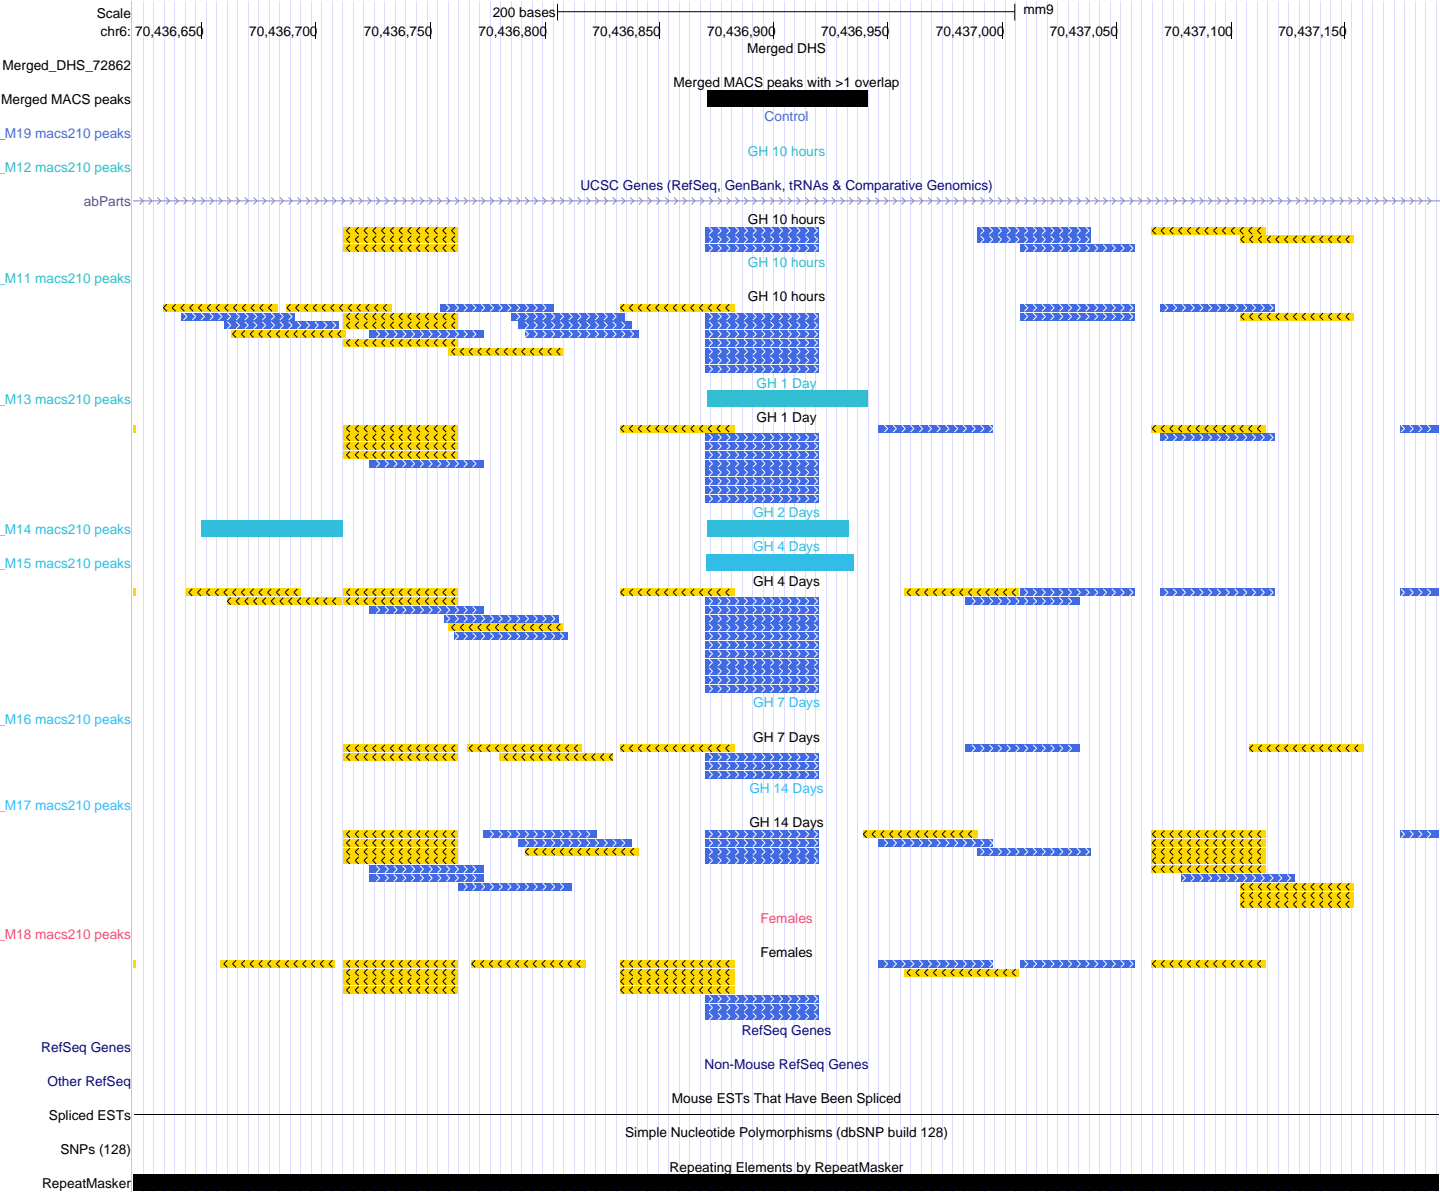 Scale 200 bases mm9
chr6: 70,436,650 70,436,700 70,436,750 70,436,800 70,436,850 70,436,900 70,436,950 70,437,000 70,437,050 70,437,100 70,437,150
Merged DHS
Merged_DHS_72862
Merged MACS peaks with >1 overlap
Merged MACS peaks
Control
_M19 macs210 peaks
GH 10 hours
_M12 macs210 peaks
UCSC Genes (RefSeq, GenBank, tRNAs & Comparative Genomics)
abParts
GH 10 hours
GH 10 hours
_M11 macs210 peaks
GH 10 hours
GH 1 Day
_M13 macs210 peaks
GH 1 Day
GH 2 Days
_M14 macs210 peaks
GH 4 Days
_M15 macs210 peaks
GH 4 Days
GH 7 Days
_M16 macs210 peaks
GH 7 Days
GH 14 Days
_M17 macs210 peaks
GH 14 Days
Females
_M18 macs210 peaks
Females
RefSeq Genes
RefSeq Genes
Non-Mouse RefSeq Genes
Other RefSeq
Mouse ESTs That Have Been Spliced
Spliced ESTs
Simple Nucleotide Polymorphisms (dbSNP build 128)
SNPs (128)
Repeating Elements by RepeatMasker
RepeatMasker